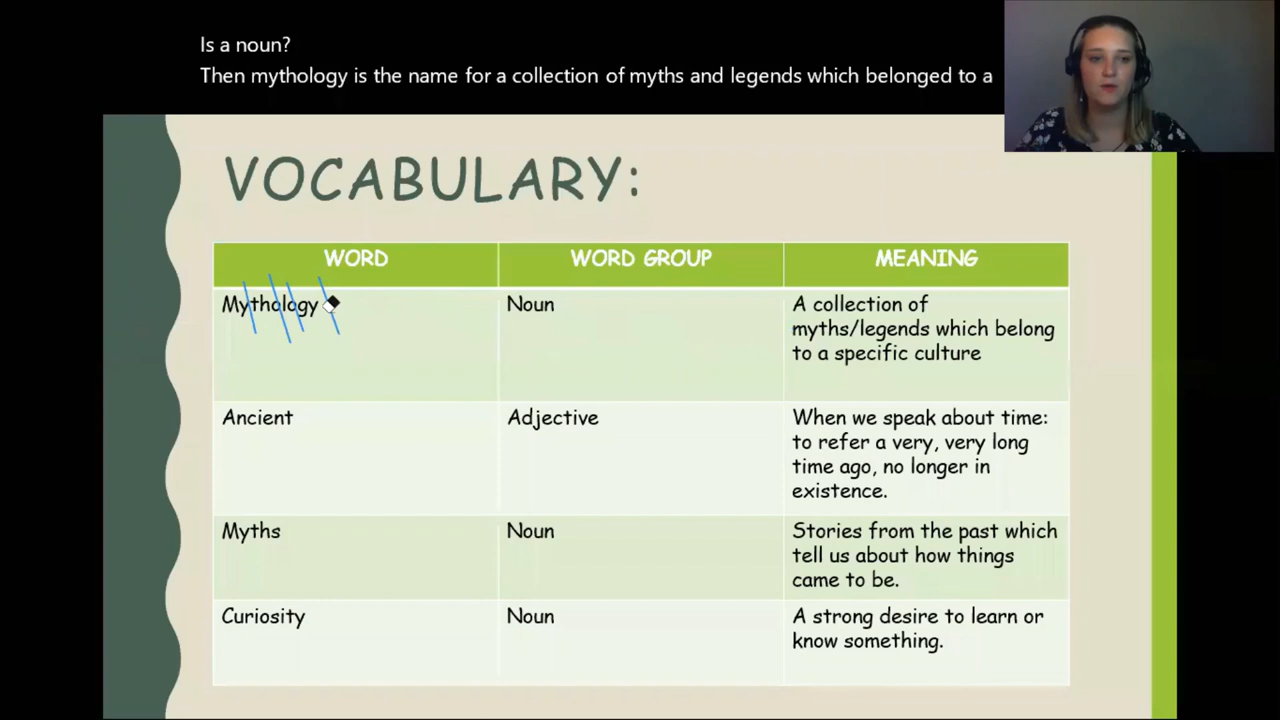 Is a noun?
Then mythology is the name for a collection of myths and legends which belonged to a
VOCABULARY:
WORD WORD GROUP MEANING
Mythology Noun A collection of
myths/legends which belong
to a specific culture
Ancient Adjective When we speak about time:
to refer a very, very long
time ago, no longer in
existence.
Myths Noun Stories from the past which
tell us about how things
came to be.
Curiosity Noun A strong desire to learn or
know something.